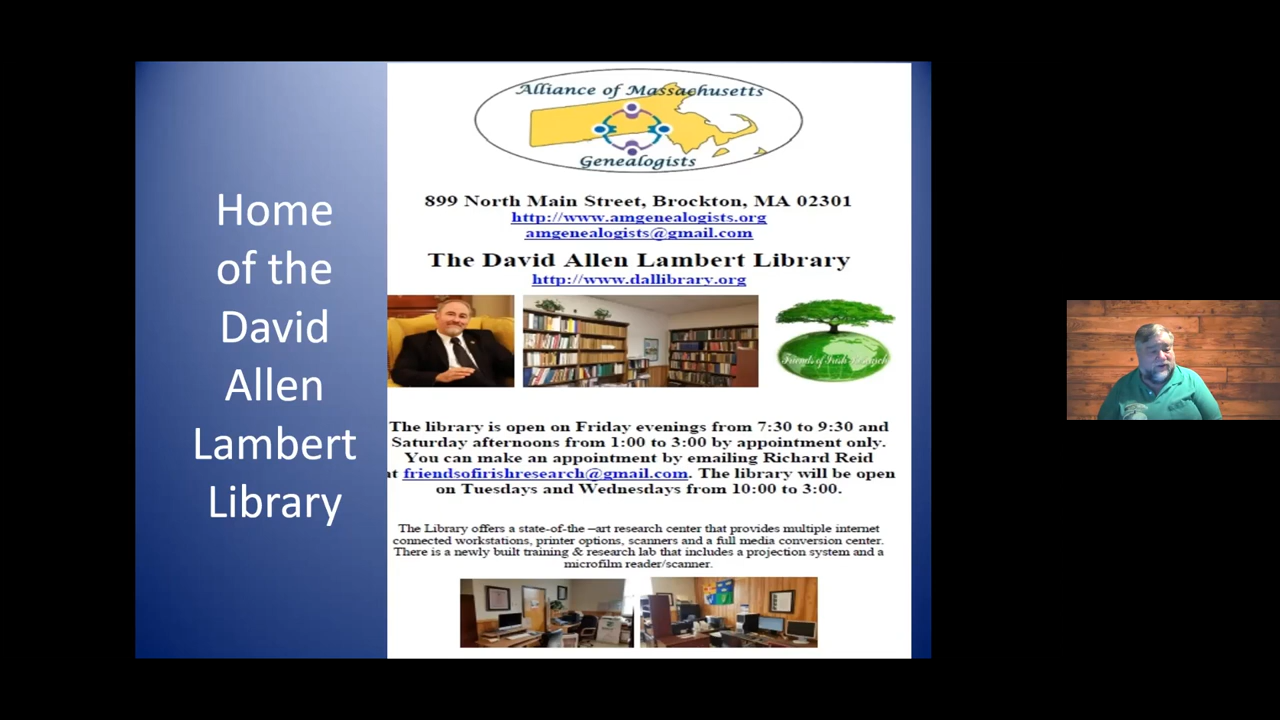 Home
of the
David
Allen
Lambert
Library
Alliance of Massachusetts
Genealogists
899 North Main Street, Brockton, MA 02301
http://www.amgenealogists.org
amgenealogists@gmail.com
The David Allen Lambert Library
http://www.dallibrary.org
Friends of Irish Research
The library is open on Friday evenings from 7:30 to 9:30 and
Saturday afternoons from 1:00 to 3:00 by appointment only.
You can make an appointment by emailing Richard Reid
at friendsofirishresearch@gmail.com. The library will be open
on Tuesdays and Wednesdays from 10:00 to 3:00.
The Library offers a state-of-the –art research center that provides multiple internet
connected workstations, printer options, scanners and a full media conversion center.
There is a newly built training & research lab that includes a projection system and a
microfilm reader/scanner.